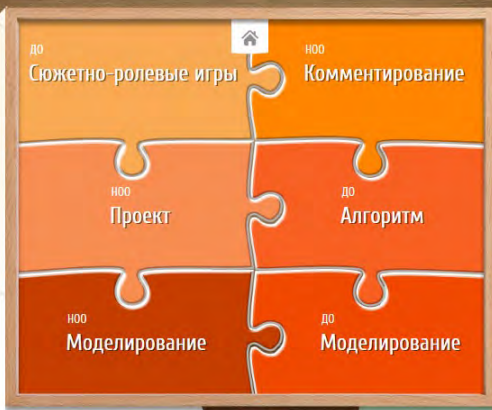 ДО
Сюжетно-ролевые игры
НОО
Комментирование
НОО
Проект
ДО
Алгоритм
НОО
Моделирование
ДО
Моделирование